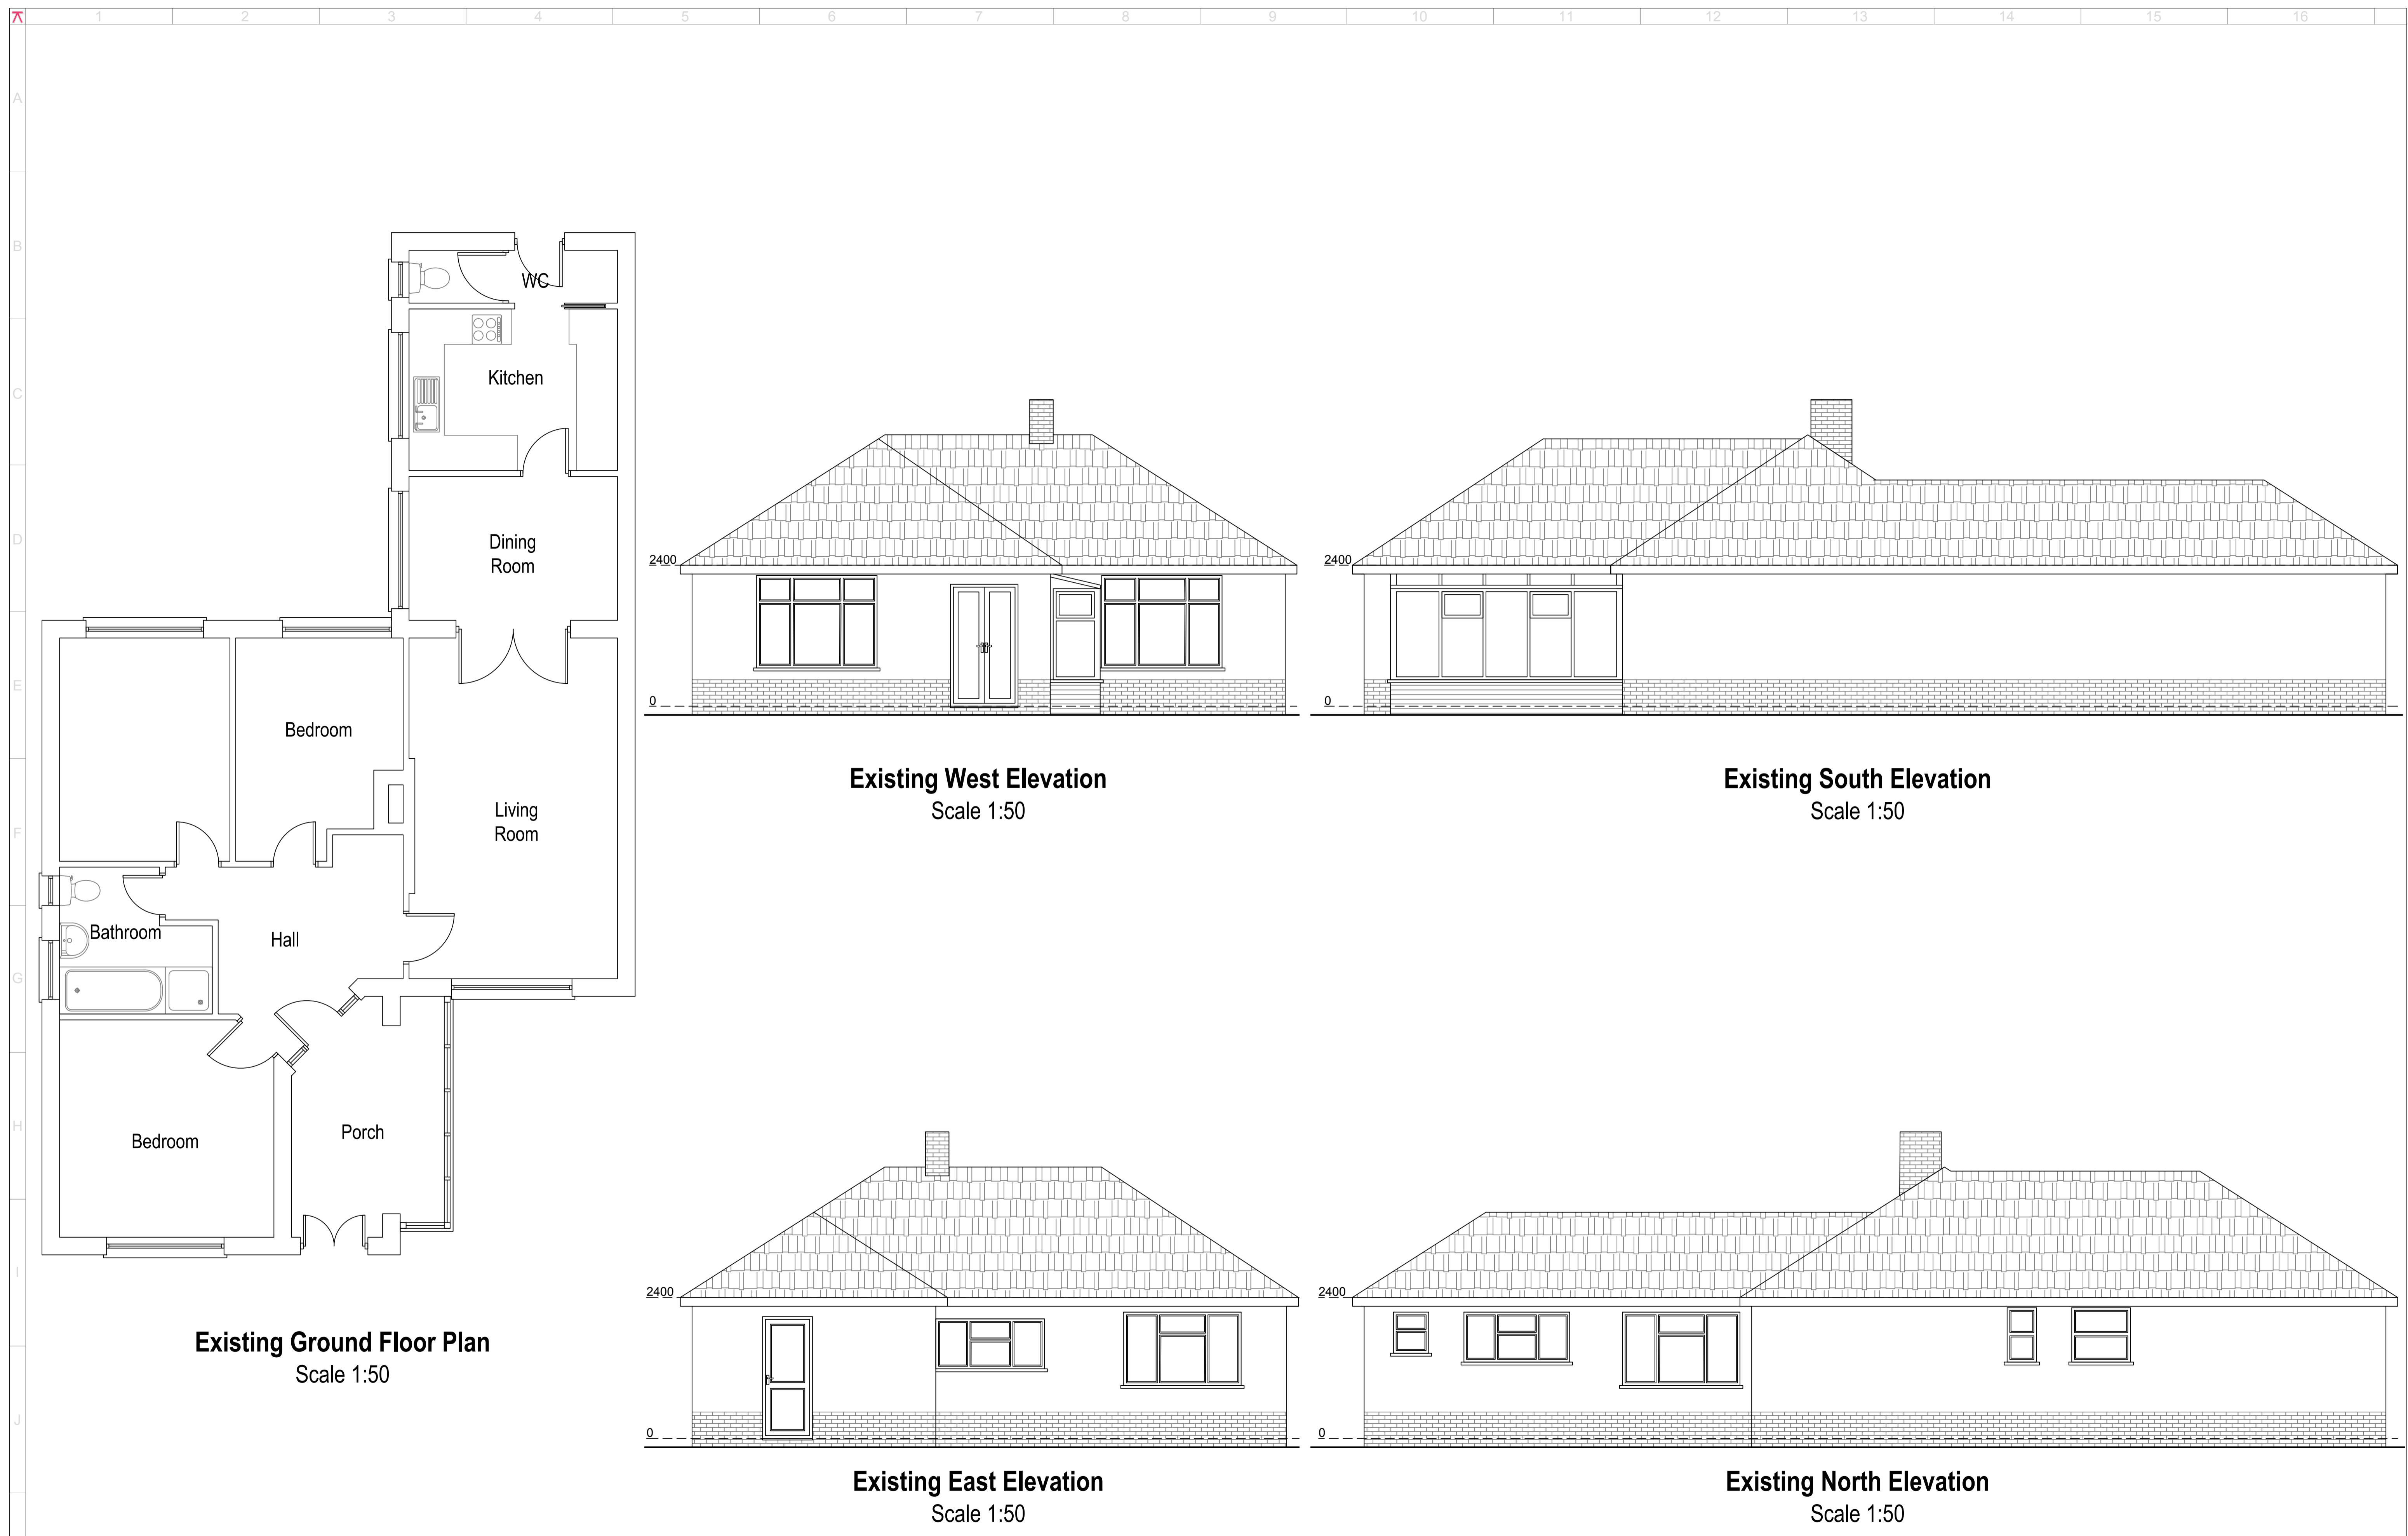 1 2 3 4 5 6 7 8 9 10 11 12 13 14 15 16
A
B
C
D
E
F
G
H
I
J
WC
Kitchen
Dining
Room
Bedroom
Living
Room
Bathroom
Hall
Bedroom
Porch
Existing Ground Floor Plan
Scale 1:50
2400
0
Existing West Elevation
Scale 1:50
2400
0
Existing South Elevation
Scale 1:50
2400
0
Existing East Elevation
Scale 1:50
2400
0
Existing North Elevation
Scale 1:50